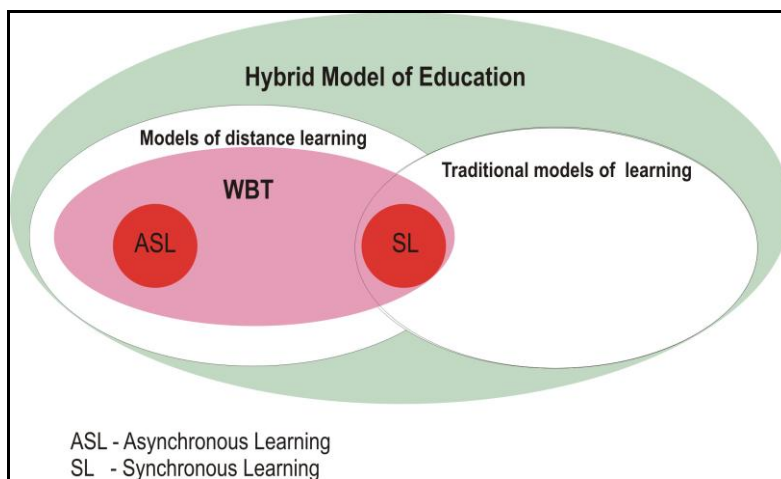 Hybrid Model of Education
Models of distance learning
Traditional models of learning
WBT
ASL
SL
ASL - Asynchronous Learning
SL - Synchronous Learning